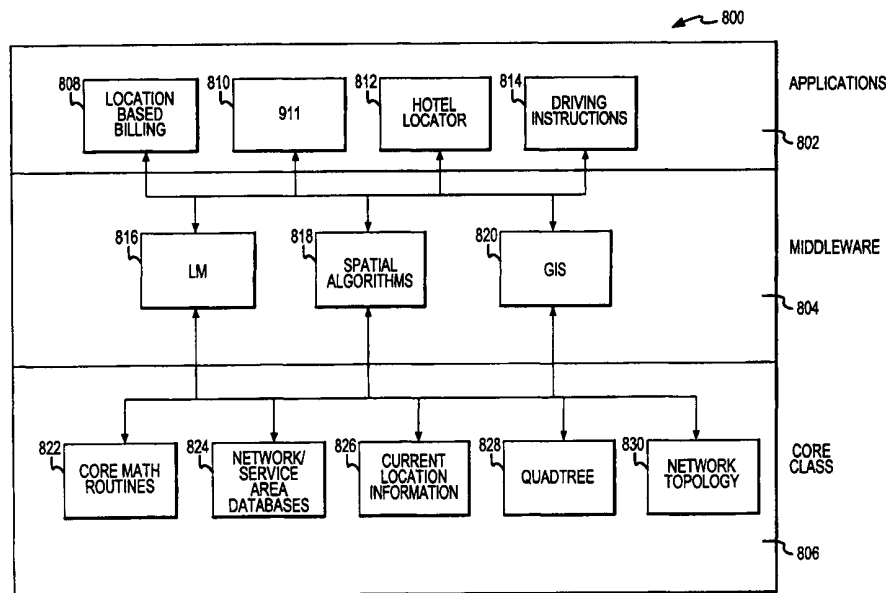 800
APPLICATIONS
808
LOCATION
BASED
BILLING
810
911
812
HOTEL
LOCATOR
814
DRIVING
INSTRUCTIONS
802
MIDDLEWARE
816
LM
818
SPATIAL
ALGORITHMS
820
GIS
804
CORE
CLASS
822
CORE MATH
ROUTINES
824
NETWORK/
SERVICE
AREA
DATABASES
826
CURRENT
LOCATION
INFORMATION
828
QUADTREE
830
NETWORK
TOPOLOGY
806